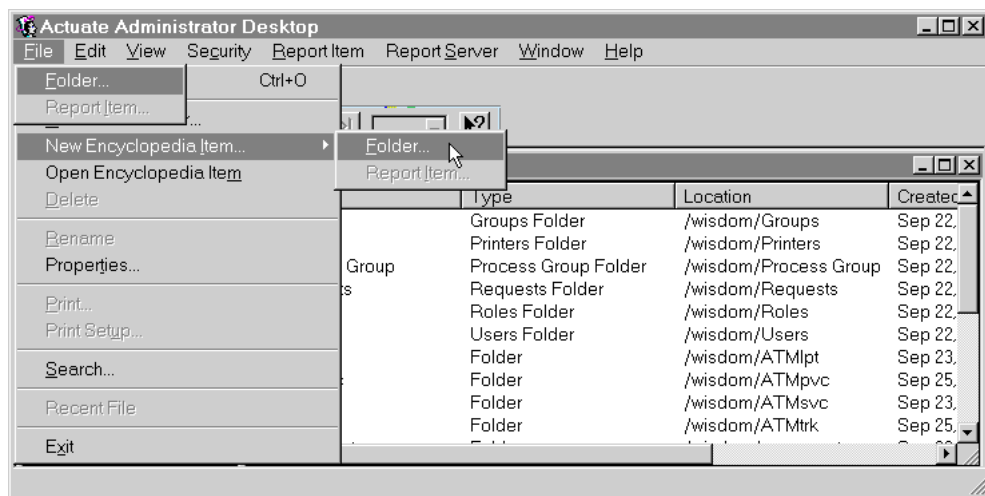 Actuate Administrator Desktop
File Edit View Security Report Item Report Server Window Help
Folder... Ctrl+O
Report Item...
New Encyclopedia Item... Folder...
Open Encyclopedia Item Report Item...
Delete
Rename
Properties...
Print...
Print Setup...
Search...
Recent File
Exit
Type Location Created
Groups Folder /wisdom/Groups Sep 22,
Printers Folder /wisdom/Printers Sep 22,
Group Process Group Folder /wisdom/Process Group Sep 22,
Requests Folder /wisdom/Requests Sep 22,
Roles Folder /wisdom/Roles Sep 22,
Users Folder /wisdom/Users Sep 22,
Folder /wisdom/ATMlpt Sep 23,
Folder /wisdom/ATMpvc Sep 25,
Folder /wisdom/ATMsvc Sep 23,
Folder /wisdom/ATMtrk Sep 25,